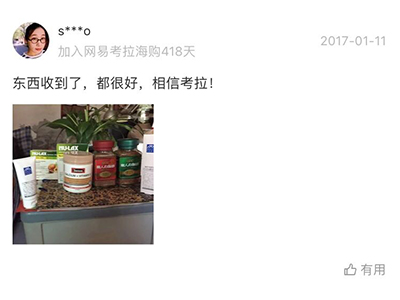 s***o
2017-01-11
加入网易考拉海购418天
东西收到了，都很好，相信考拉！
NU-LAX
NU-LAX
Swisse
有用